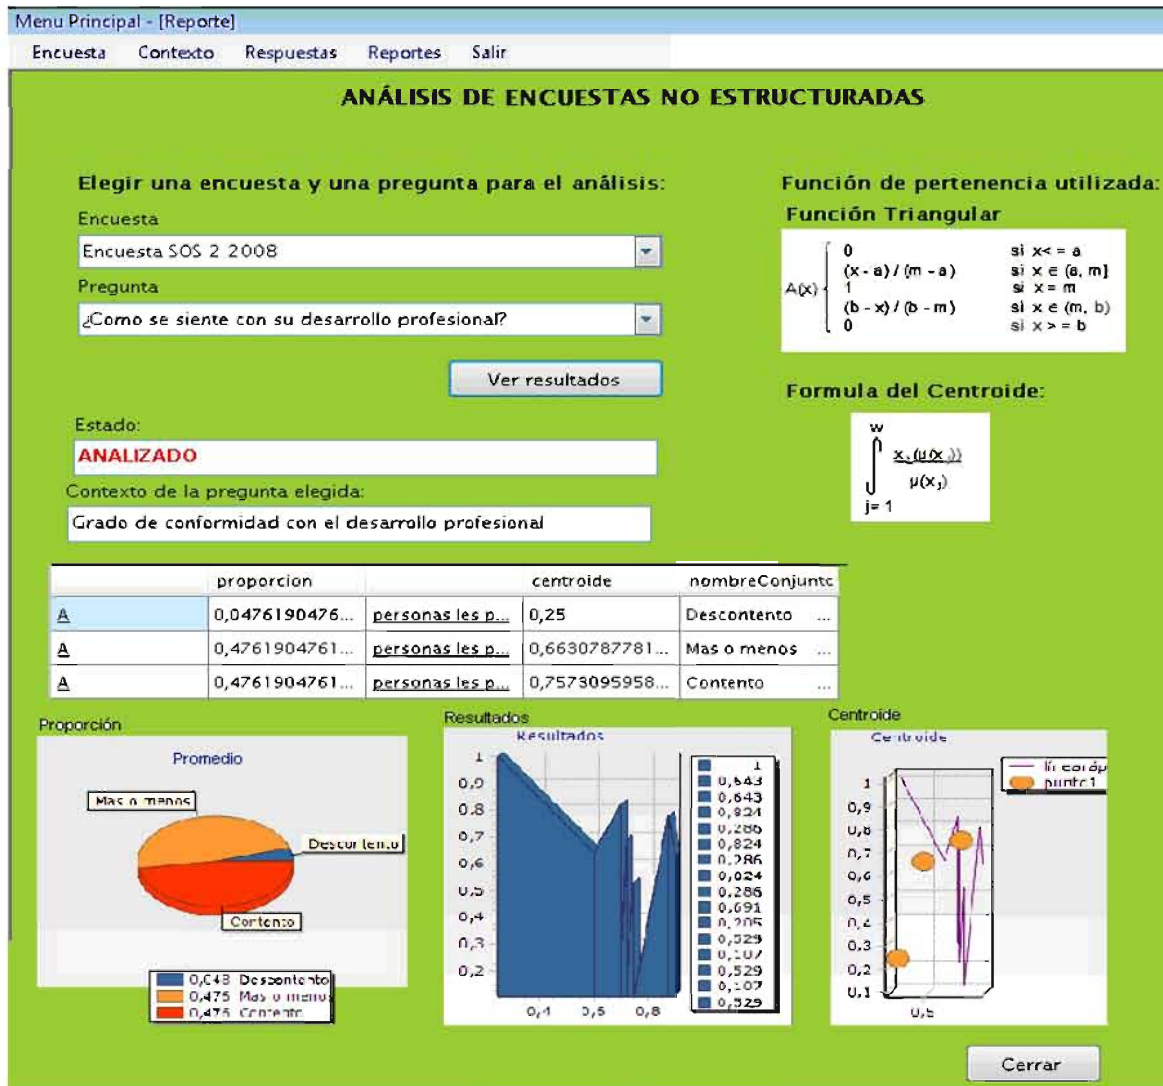 Menu Principal - [Reporte]
Encuesta Contexto Respuestas Reportes Salir
ANÁLISIS DE ENCUESTAS NO ESTRUCTURADAS
Elegir una encuesta y una pregunta para el análisis:
Encuesta
Encuesta SOS 2 2008
Pregunta
¿Como se siente con su desarrollo profesional?
Ver resultados
Estado:
ANALIZADO
Contexto de la pregunta elegida:
Grado de conformidad con el desarrollo profesional
Función de pertenencia utilizada:
Función Triangular
A(x)
0 si x< = a
(x - a) / (m - a) si x ∈ (a, m]
1 si x = m
(b - x) / (b - m) si x ∈ (m, b)
0 si x > = b
Formula del Centroide:
w
∫
μ(x
j= 1
proporcion centroide nombreConjunto
A 0,0476190476... personas les p... 0,25 Descontento ...
A 0,4761904761... personas les p... 0,6630787781... Mas o menos ...
A 0,4761904761... personas les p... 0,7573095958... Contento ...
Proporción
Promedio
Mas o menos
Descontento
Contento
0,048 Descontento
0,476 Mas o menos
0,476 Contento
Resultados
Resultados
1
0,9
0,8
0,7
0,6
0,5
0,4
0,3
0,2
0,4 0,6 0,8
1
0,643
0,643
0,824
0,286
0,824
0,286
0,824
0,286
0,691
0,205
0,529
0,107
0,529
0,107
0,529
Centroide
Centroide
1
0,9
0,8
0,7
0,6
0,5
0,4
0,3
0,2
0,1
0,5
punto1
Cerrar